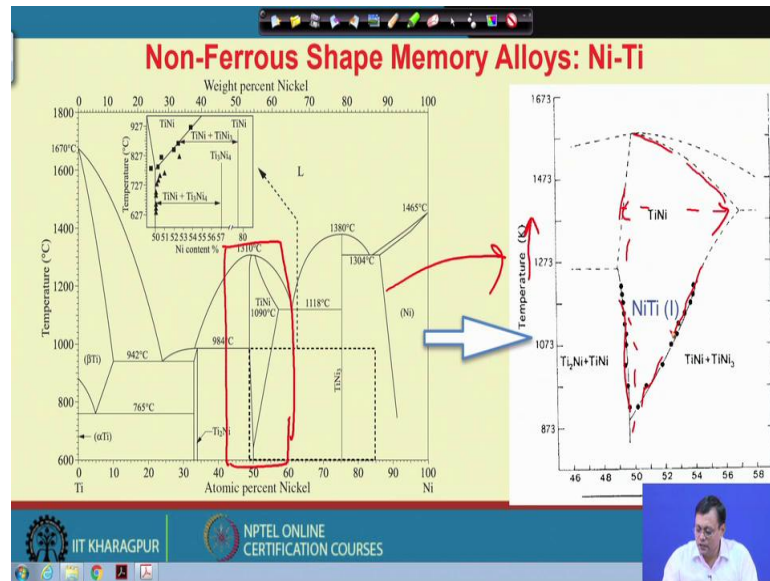 Non-Ferrous Shape Memory Alloys: Ni-Ti
Weight percent Nickel
0 10 20 30 40 50 60 70 80 90 100
1800
1600
1400
1200
1000
800
600
Temperature (°C)
1670°C
927
827
727
627
Temperature (°C)
TiNi
TiNi
TiNi + TiNi₃
Ti₃Ni₄
TiNi + Ti₃Ni₄
50 51 52 53 54 55 56 57 80
Ni content %
L
1465°C
1380°C
1310°C
1304°C
TiNi
1090°C
1118°C
(Ni)
984°C
942°C
(βTi)
765°C
TiNi₃
Ti₂Ni
(αTi)
0 10 20 30 40 50 60 70 80 90 100
Ti Atomic percent Nickel Ni
1673
1473
1273
1073
873
Temperature (K)
TiNi
NiTi (I)
Ti₂Ni+TiNi
TiNi+TiNi₃
46 48 50 52 54 56 58
IIT KHARAGPUR
NPTEL ONLINE
CERTIFICATION COURSES